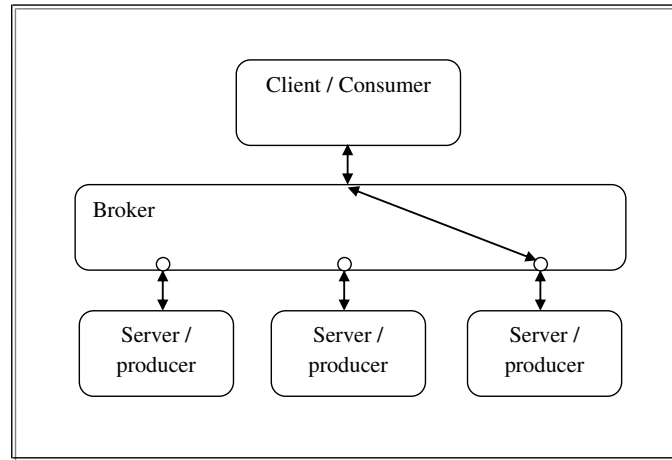 Client / Consumer
Broker
Server /
producer
Server /
producer
Server /
producer